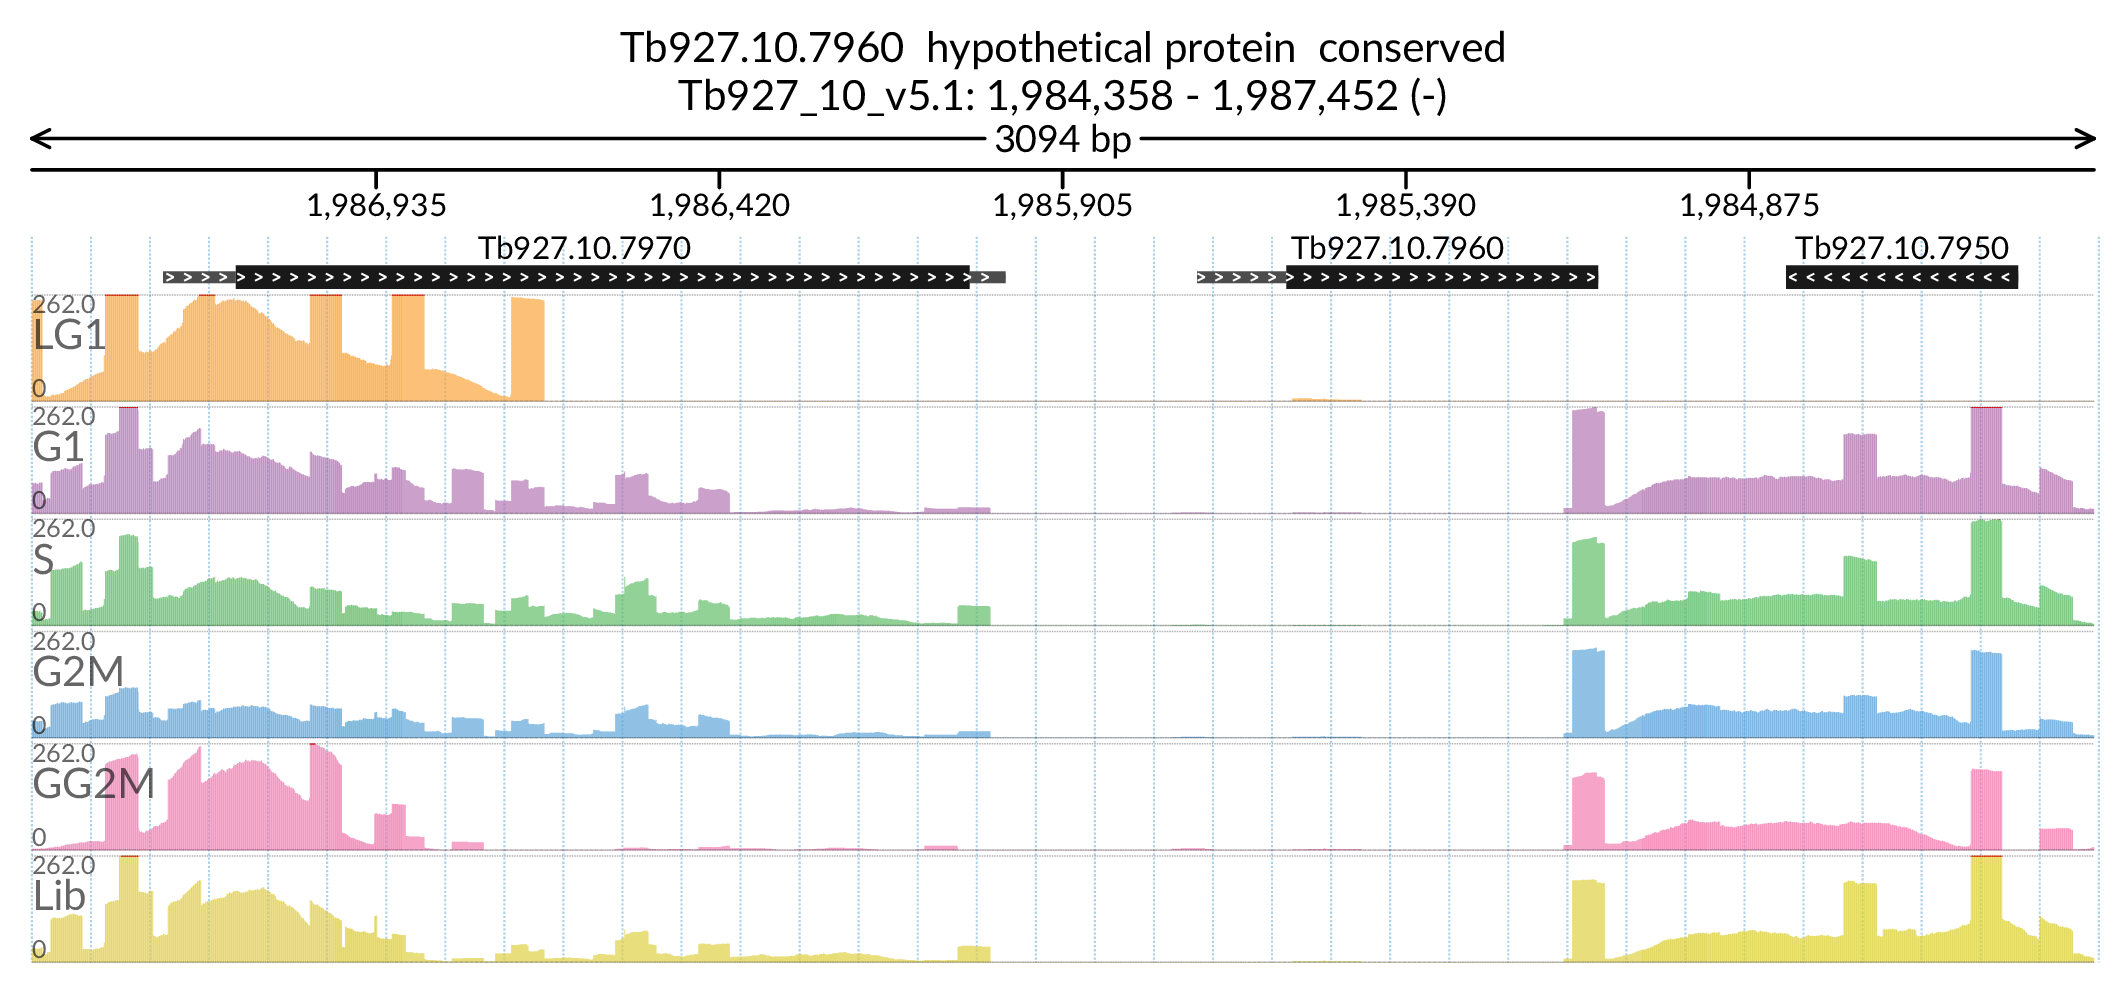 Tb927.10.7960 hypothetical protein conserved
Tb927_10_v5.1: 1,984,358 - 1,987,452 (-)
3094 bp
1,986,935 1,986,420 1,985,905 1,985,390 1,984,875
Tb927.10.7970 Tb927.10.7960 Tb927.10.7950
262.0
LG1
0
262.0
G1
0
262.0
S
0
262.0
G2M
0
262.0
GG2M
0
262.0
Lib
0